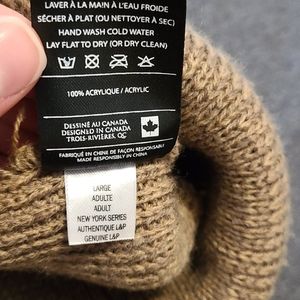 LAVER À LA MAIN À L'EAU FROIDE
SÉCHER À PLAT (OU NETTOYER À SEC)
HAND WASH COLD WATER
LAY FLAT TO DRY (OR DRY CLEAN)
100% ACRYLIQUE / ACRYLIC
DESSINÉ AU CANADA
DESIGNED IN CANADA
TROIS-RIVIÈRES, QC
FABRIQUÉ EN CHINE DE FAÇON RESPONSABLE
MADE RESPONSIBLY IN CHINA
LARGE
ADULTE
ADULT
NEW YORK SERIES
AUTHENTIQUE L&P
GENUINE L&P